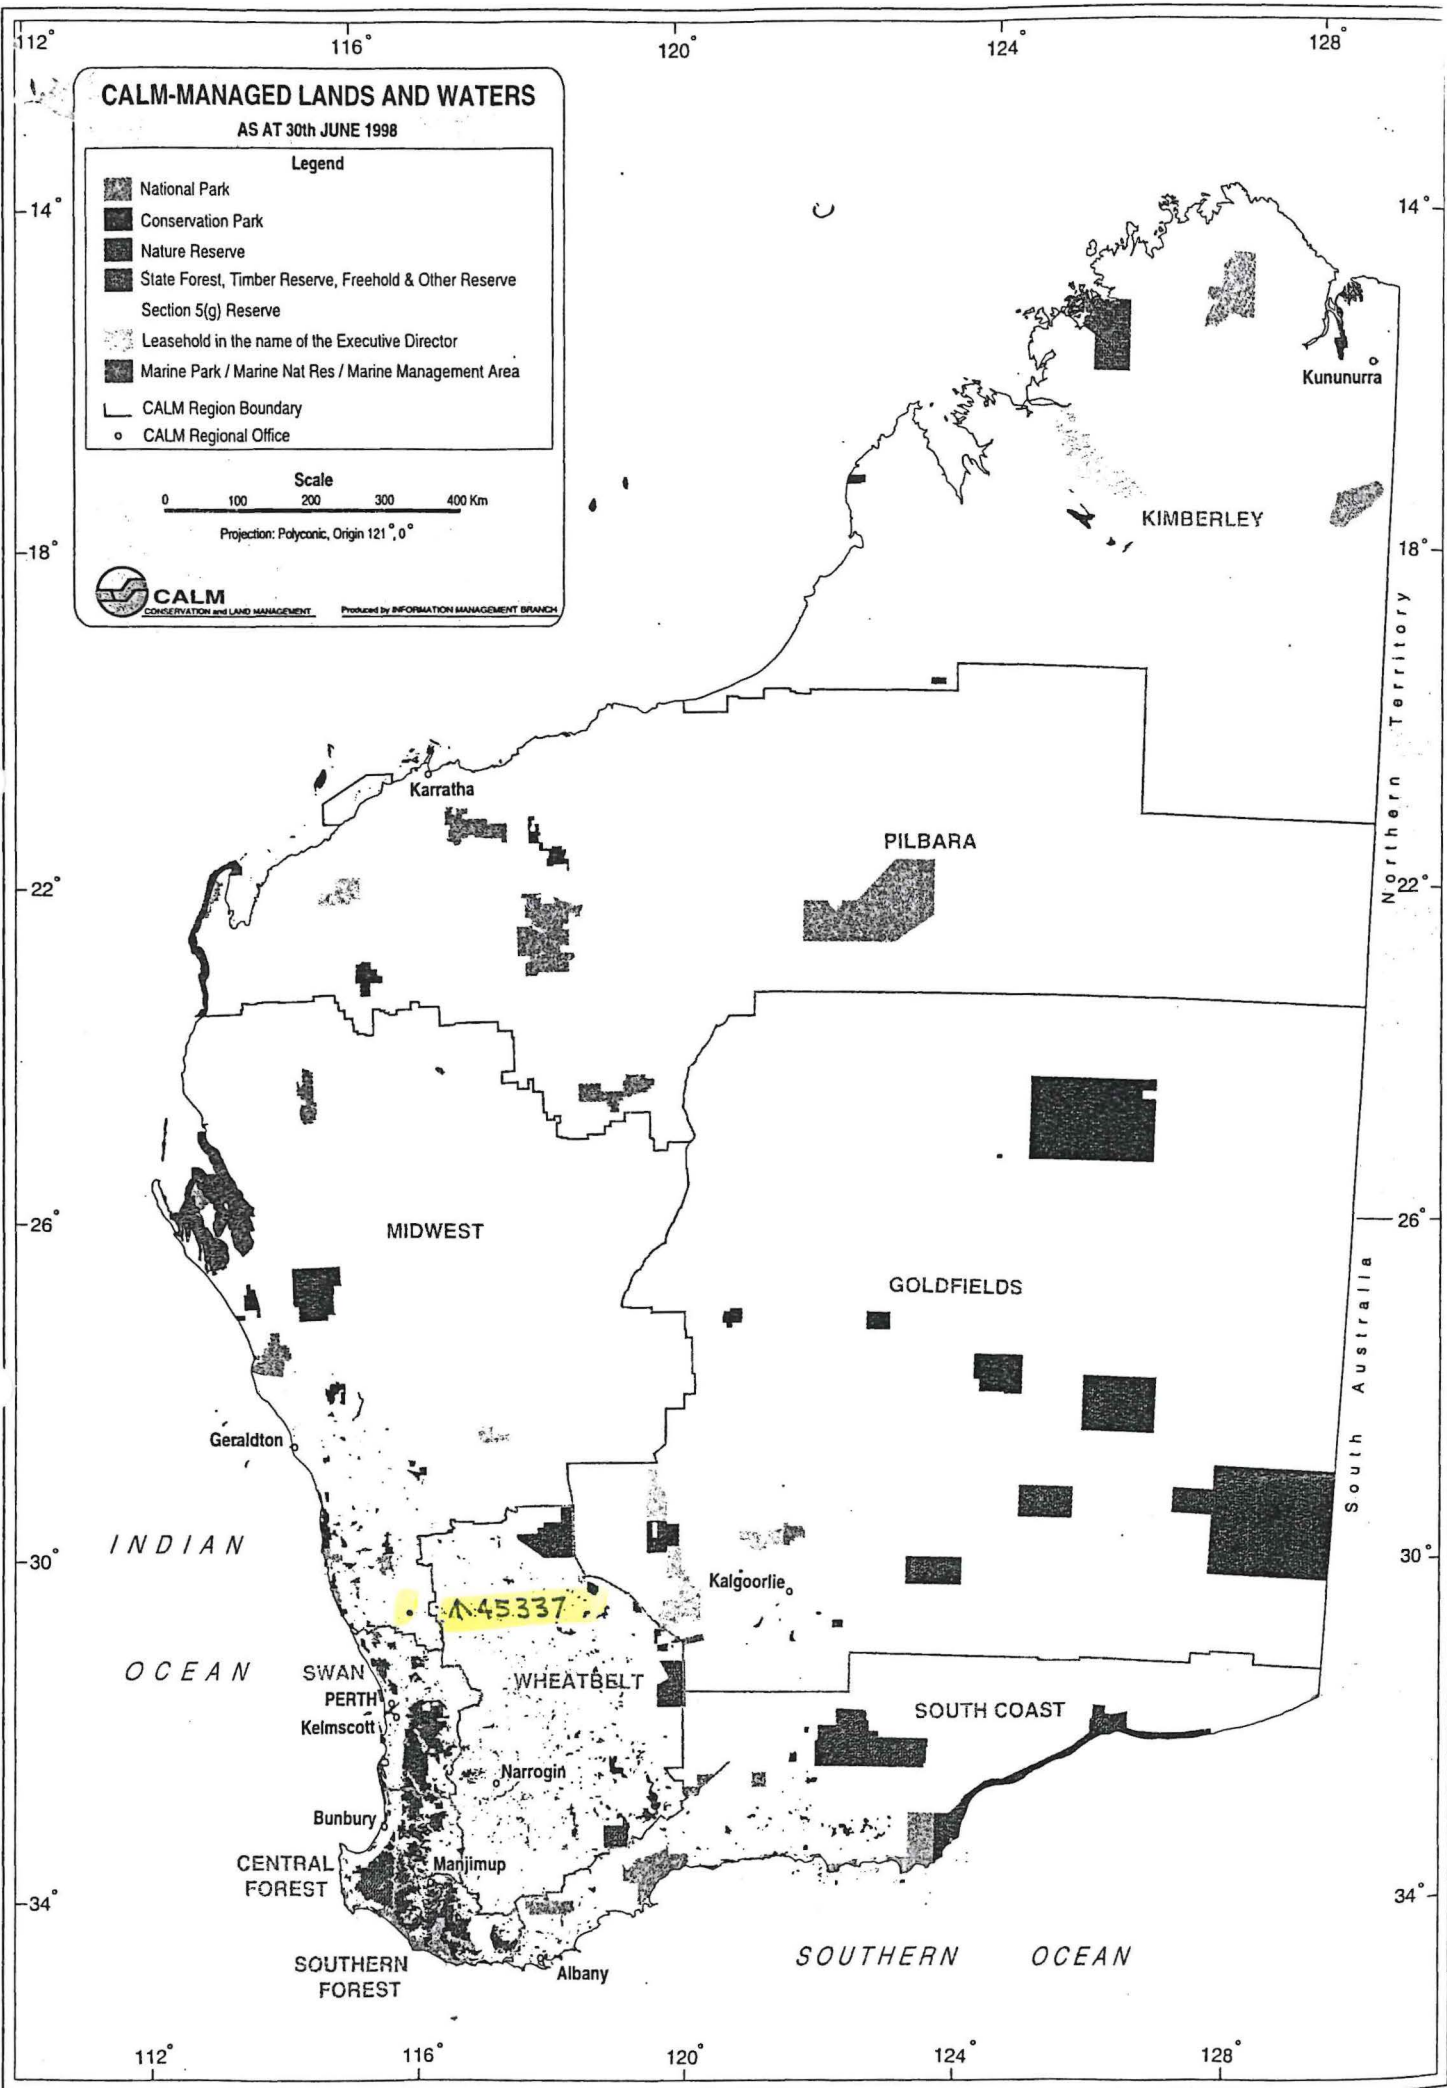 112° 116° 120° 124° 128°
CALM-MANAGED LANDS AND WATERS
AS AT 30th JUNE 1998
Legend
National Park
Conservation Park
Nature Reserve
State Forest, Timber Reserve, Freehold & Other Reserve
Section 5(g) Reserve
Leasehold in the name of the Executive Director
Marine Park / Marine Nat Res / Marine Management Area
CALM Region Boundary
CALM Regional Office
Scale
0 100 200 300 400 Km
Projection: Polyconic, Origin 121°, 0°
CALM
CONSERVATION and LAND MANAGEMENT Produced by INFORMATION MANAGEMENT BRANCH
14° 14°
Kununurra
KIMBERLEY
18° 18°
Northern Territory
Karratha
PILBARA
22° 22°
26° 26°
MIDWEST
GOLDFIELDS
South Australia
Geraldton
INDIAN
30° 30°
Kalgoorlie
45337
OCEAN
SWAN
WHEATBELT
PERTH
SOUTH COAST
Kelmscott
Narrogin
Bunbury
CENTRAL
FOREST
Manjimup
34° 34°
SOUTHERN OCEAN
SOUTHERN
FOREST
Albany
112° 116° 120° 124° 128°